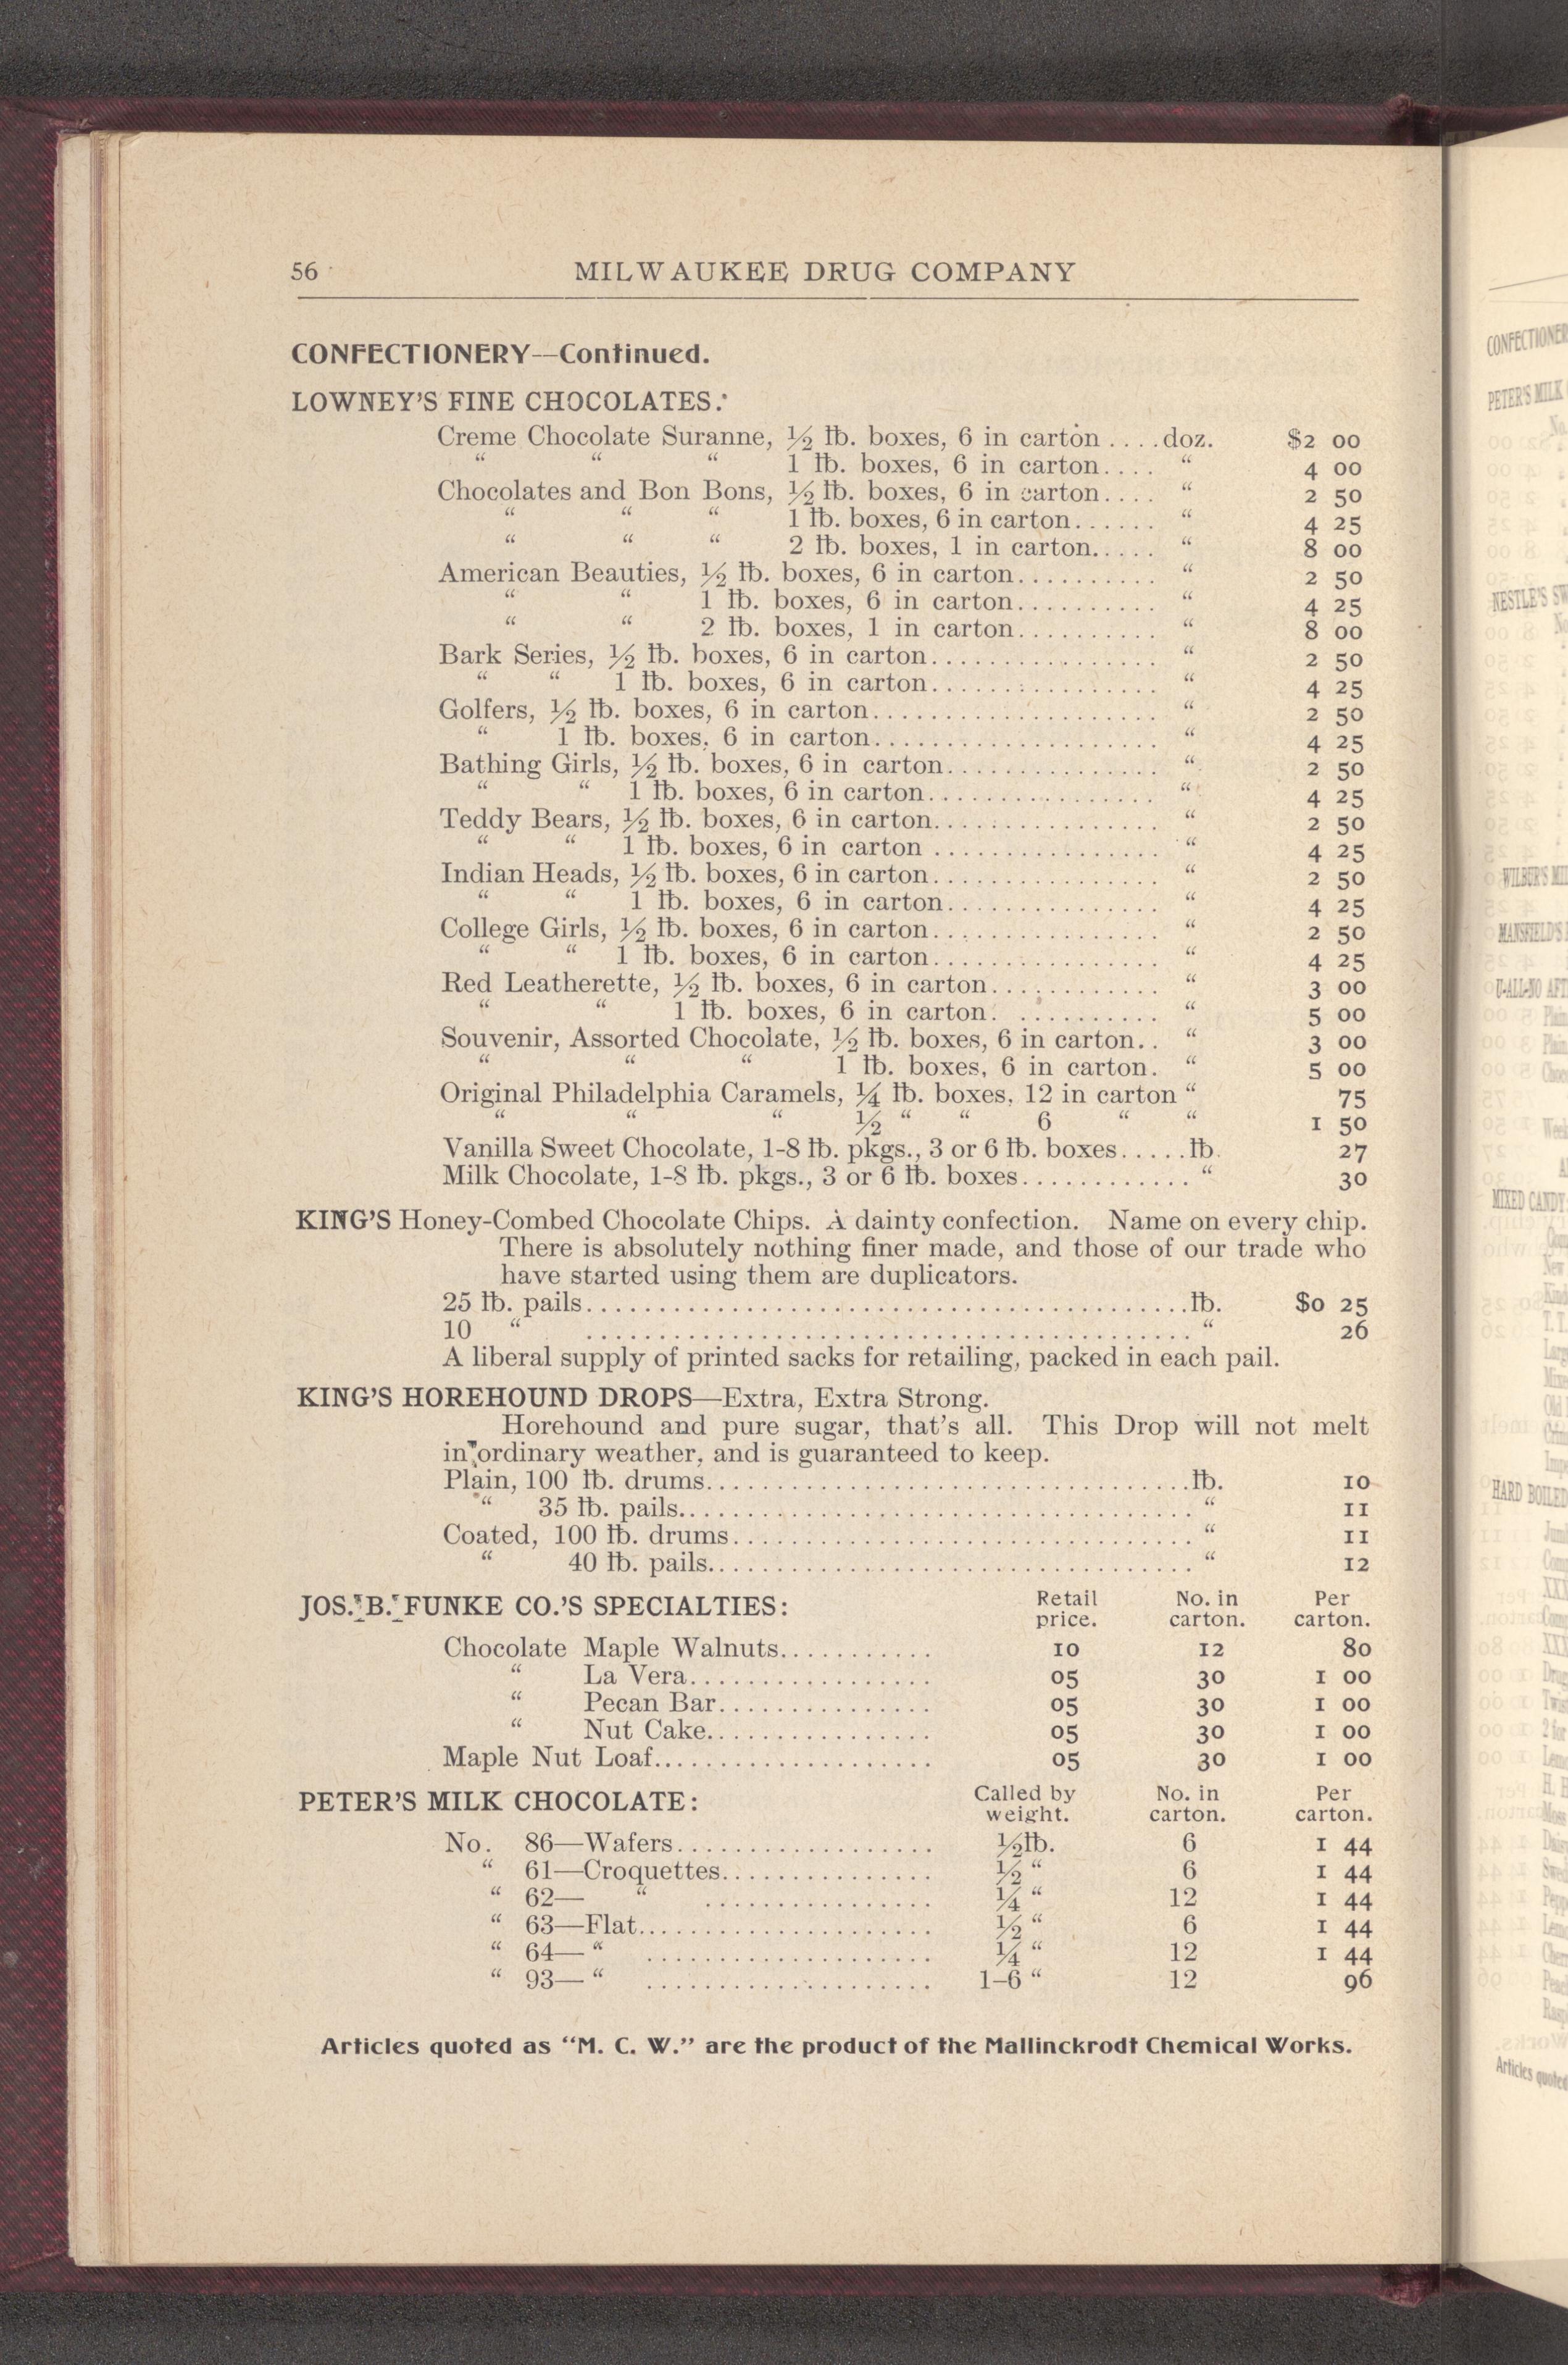 56 MILWAUKEE DRUG COMPANY
CONFECTIONERY—Continued.
LOWNEY'S FINE CHOCOLATES.
Creme Chocolate Suranne, ½ lb. boxes, 6 in carton ....doz. $2 00
“ “ “ 1 lb. boxes, 6 in carton.... “ 4 00
Chocolates and Bon Bons, ½ lb. boxes, 6 in carton.... “ 2 50
“ “ “ 1 lb. boxes, 6 in carton...... “ 4 25
“ “ “ 2 lb. boxes, 1 in carton..... “ 8 00
American Beauties, ½ lb. boxes, 6 in carton.......... “ 2 50
“ “ 1 lb. boxes, 6 in carton.......... “ 4 25
“ “ 2 lb. boxes, 1 in carton.......... “ 8 00
Bark Series, ½ lb. boxes, 6 in carton................ “ 2 50
“ “ 1 lb. boxes, 6 in carton................ “ 4 25
Golfers, ½ lb. boxes, 6 in carton.................... “ 2 50
“ 1 lb. boxes, 6 in carton.................... “ 4 25
Bathing Girls, ½ lb. boxes, 6 in carton............... “ 2 50
“ “ 1 lb. boxes, 6 in carton................ “ 4 25
Teddy Bears, ½ lb. boxes, 6 in carton................ “ 2 50
“ “ 1 lb. boxes, 6 in carton ................ “ 4 25
Indian Heads, ½ lb. boxes, 6 in carton................ “ 2 50
“ “ 1 lb. boxes, 6 in carton............... “ 4 25
College Girls, ½ lb. boxes, 6 in carton................ “ 2 50
“ “ 1 lb. boxes, 6 in carton................ “ 4 25
Red Leatherette, ½ lb. boxes, 6 in carton............ “ 3 00
“ “ 1 lb. boxes, 6 in carton. .......... “ 5 00
Souvenir, Assorted Chocolate, ½ lb. boxes, 6 in carton.. “ 3 00
“ “ “ 1 lb. boxes, 6 in carton. “ 5 00
Original Philadelphia Caramels, ¼ lb. boxes, 12 in carton “ 75
“ “ “ ½ “ “ 6 “ “ 1 50
Vanilla Sweet Chocolate, 1-8 lb. pkgs., 3 or 6 lb. boxes.....lb. 27
Milk Chocolate, 1-8 lb. pkgs., 3 or 6 lb. boxes............ “ 30
KING'S Honey-Combed Chocolate Chips. A dainty confection. Name on every chip.
There is absolutely nothing finer made, and those of our trade who
have started using them are duplicators.
25 lb. pails.........................................lb. $0 25
10 “ ......................................... “ 26
A liberal supply of printed sacks for retailing, packed in each pail.
KING'S HOREHOUND DROPS—Extra, Extra Strong.
Horehound and pure sugar, that's all. This Drop will not melt
in ordinary weather, and is guaranteed to keep.
Plain, 100 lb. drums.................................lb. 10
“ 35 lb. pails................................... “ 11
Coated, 100 lb. drums............................... “ 11
“ 40 lb. pails................................. “ 12
JOS. B. FUNKE CO.'S SPECIALTIES: Retail price. No. in carton. Per carton.
Chocolate Maple Walnuts........... 10 12 80
“ La Vera................. 05 30 1 00
“ Pecan Bar............... 05 30 1 00
“ Nut Cake................ 05 30 1 00
Maple Nut Loaf................... 05 30 1 00
PETER'S MILK CHOCOLATE: Called by weight. No. in carton. Per carton.
No. 86—Wafers.................. ½lb. 6 1 44
“ 61—Croquettes............... ½ “ 6 1 44
“ 62— “ ................ ¼ “ 12 1 44
“ 63—Flat.................... ½ “ 6 1 44
“ 64— “ .................... ¼ “ 12 1 44
“ 93— “ .................... 1-6 “ 12 96
Articles quoted as “M. C. W.” are the product of the Mallinckrodt Chemical Works.
CONFECTIONER
PETER'S MILK
NESTLE'S SW
WILBUR'S MIL
MANSFIELD'S
U-ALL-NO AFT
MIXED CANDY
HARD BOILED
Articles quoted